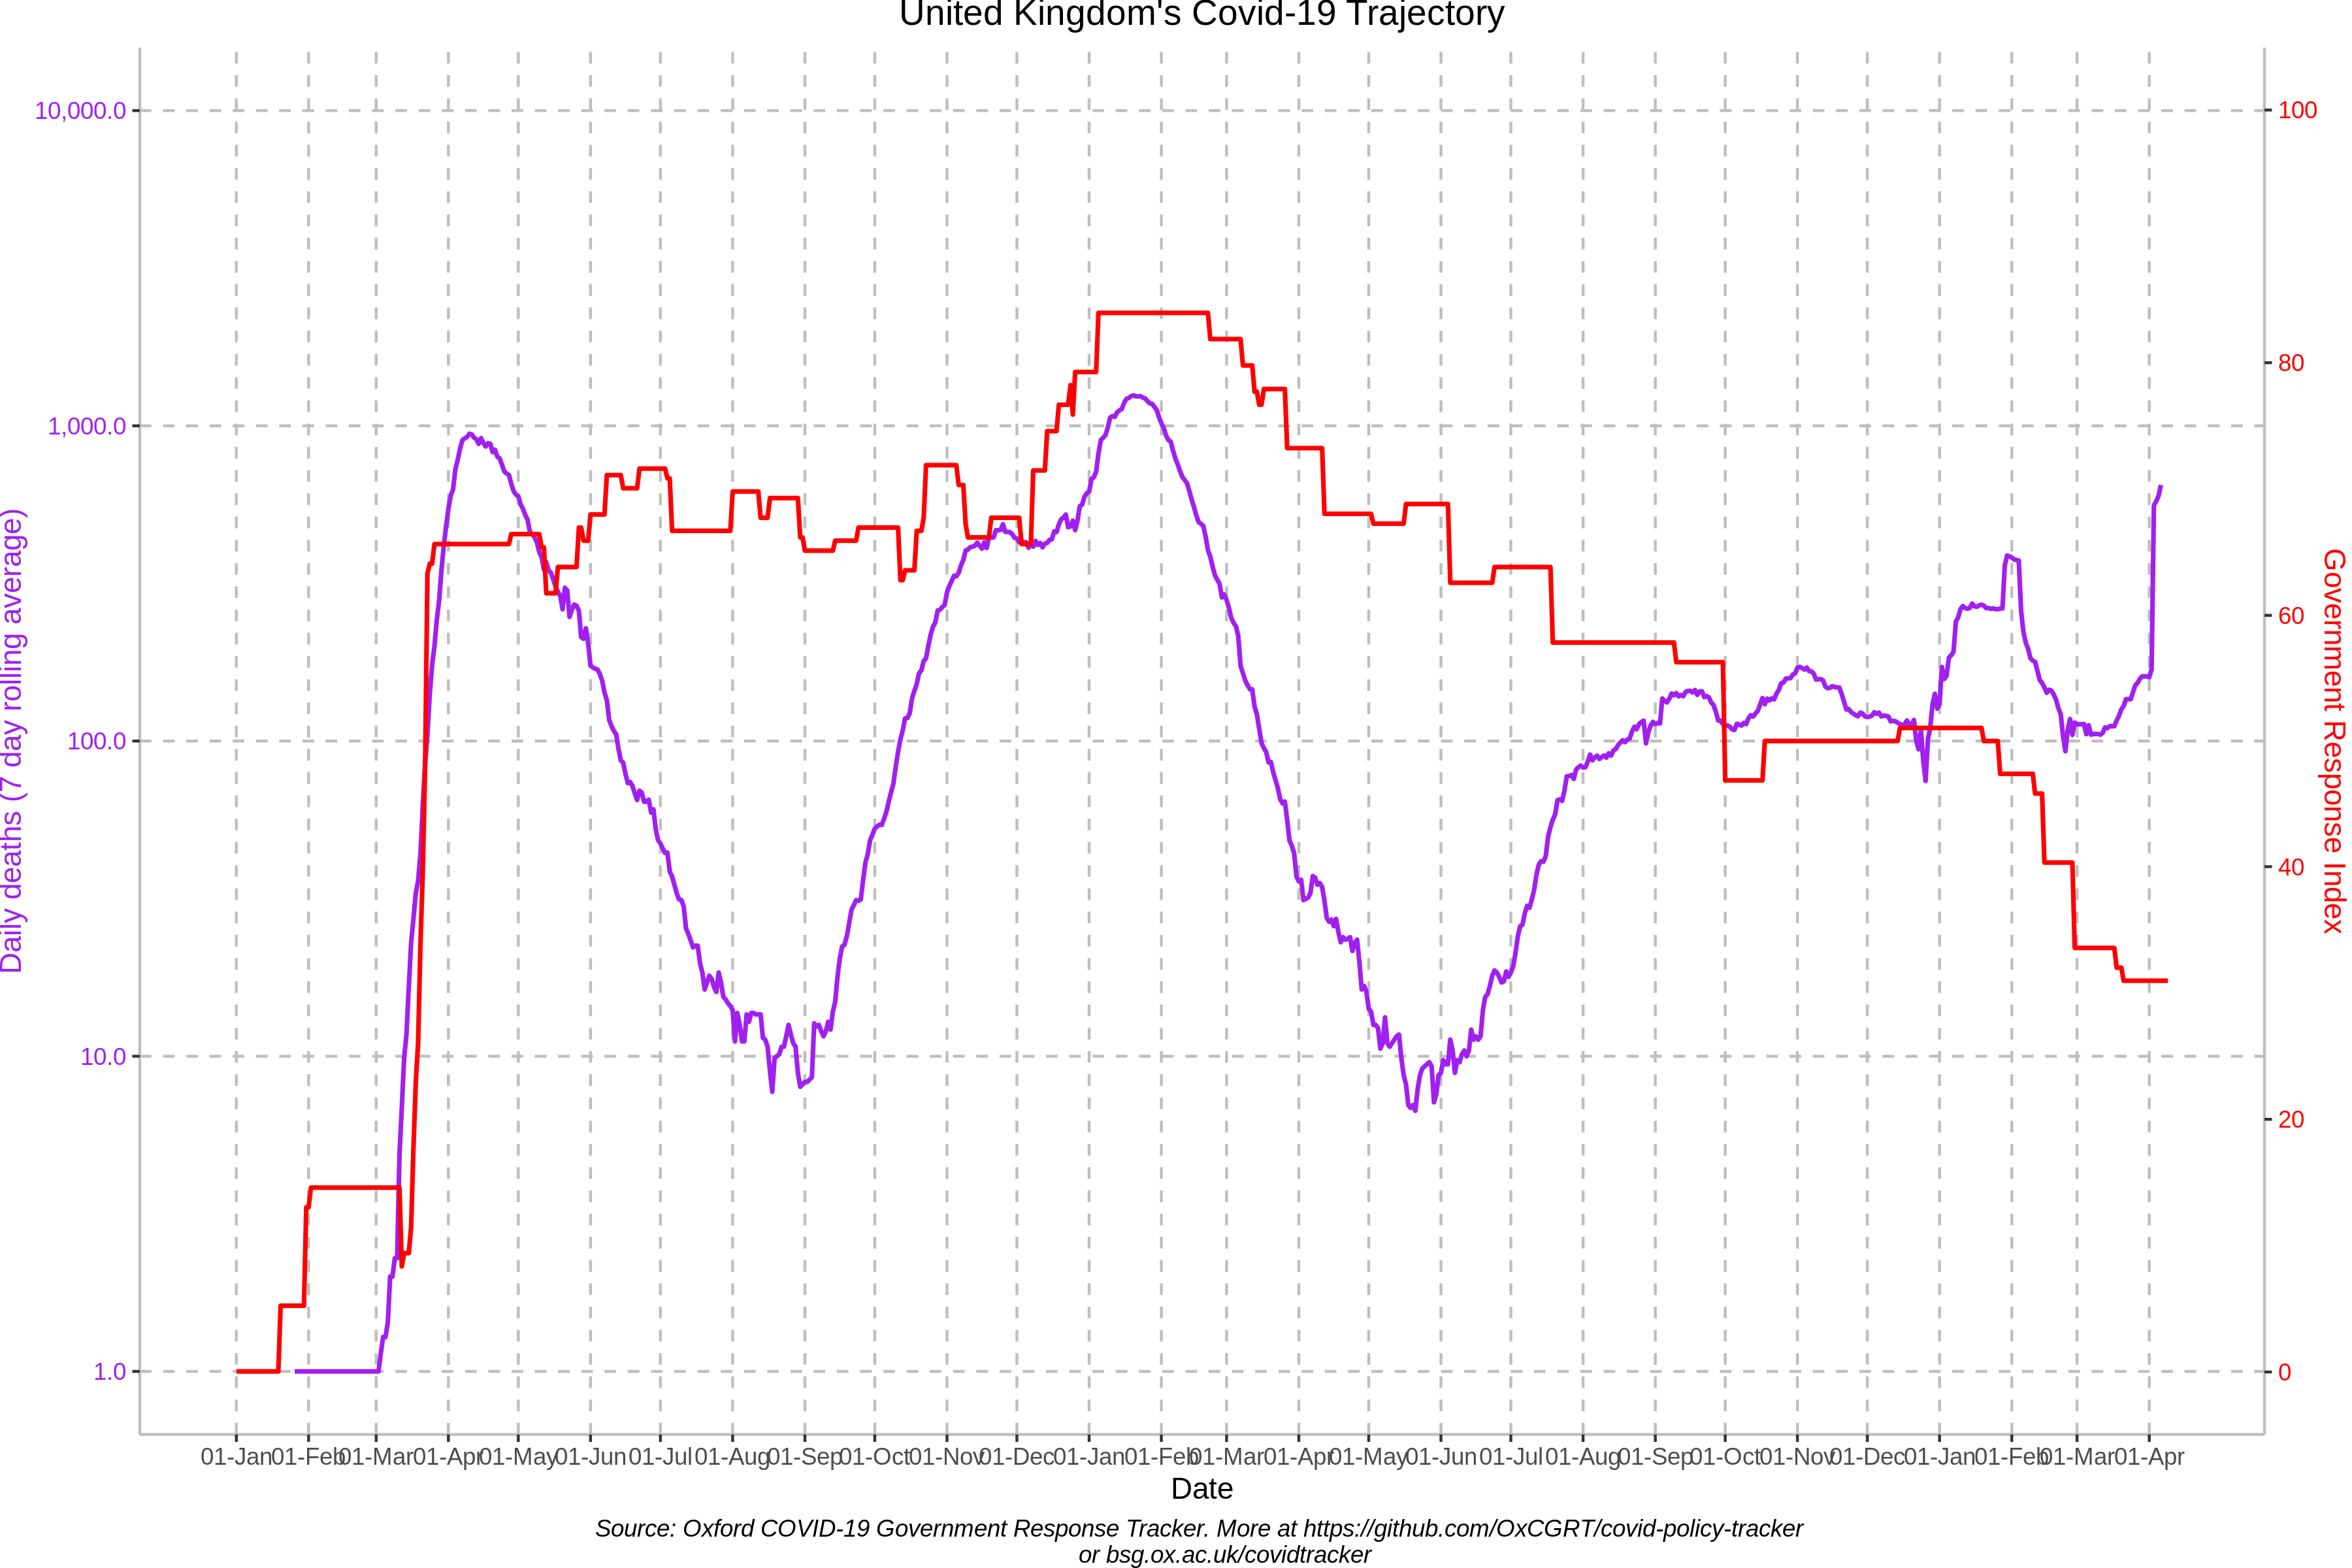 United Kingdom's Covid-19 Trajectory
10,000.0
1,000.0
100.0
10.0
1.0
Daily deaths (7 day rolling average)
100
80
60
40
20
0
Government Response Index
01-Jan 01-Feb 01-Mar 01-Apr 01-May 01-Jun 01-Jul 01-Aug 01-Sep 01-Oct 01-Nov 01-Dec 01-Jan 01-Feb 01-Mar 01-Apr 01-May 01-Jun 01-Jul 01-Aug 01-Sep 01-Oct 01-Nov 01-Dec 01-Jan 01-Feb 01-Mar 01-Apr
Date
Source: Oxford COVID-19 Government Response Tracker. More at https://github.com/OxCGRT/covid-policy-tracker
or bsg.ox.ac.uk/covidtracker